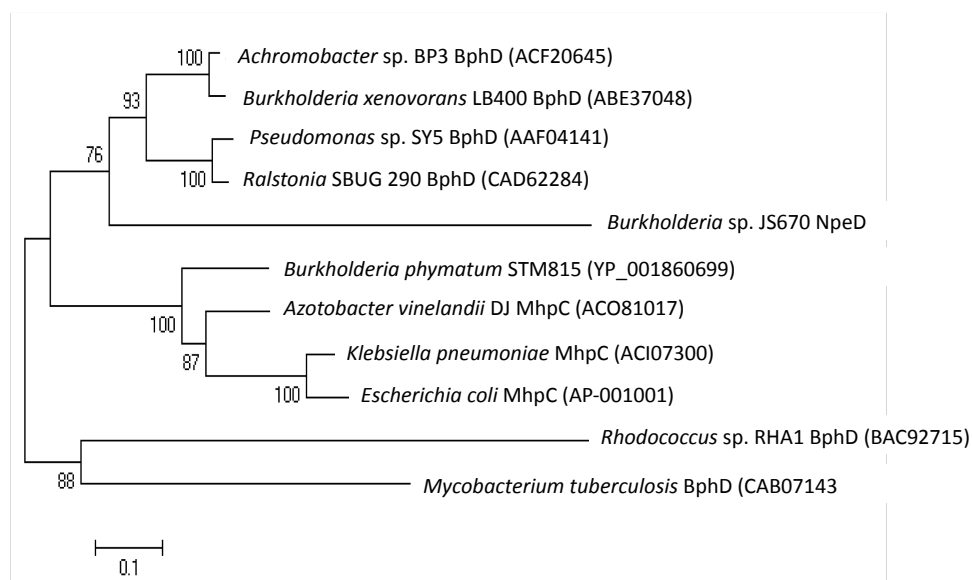 100 Achromobacter sp. BP3 BphD (ACF20645)
Burkholderia xenovorans LB400 BphD (ABE37048)
93
Pseudomonas sp. SY5 BphD (AAF04141)
76
100 Ralstonia SBUG 290 BphD (CAD62284)
Burkholderia sp. JS670 NpeD
Burkholderia phymatum STM815 (YP_001860699)
Azotobacter vinelandii DJ MhpC (ACO81017)
100
Klebsiella pneumoniae MhpC (ACI07300)
87
100 Escherichia coli MhpC (AP-001001)
Rhodococcus sp. RHA1 BphD (BAC92715)
88 Mycobacterium tuberculosis BphD (CAB07143
0.1